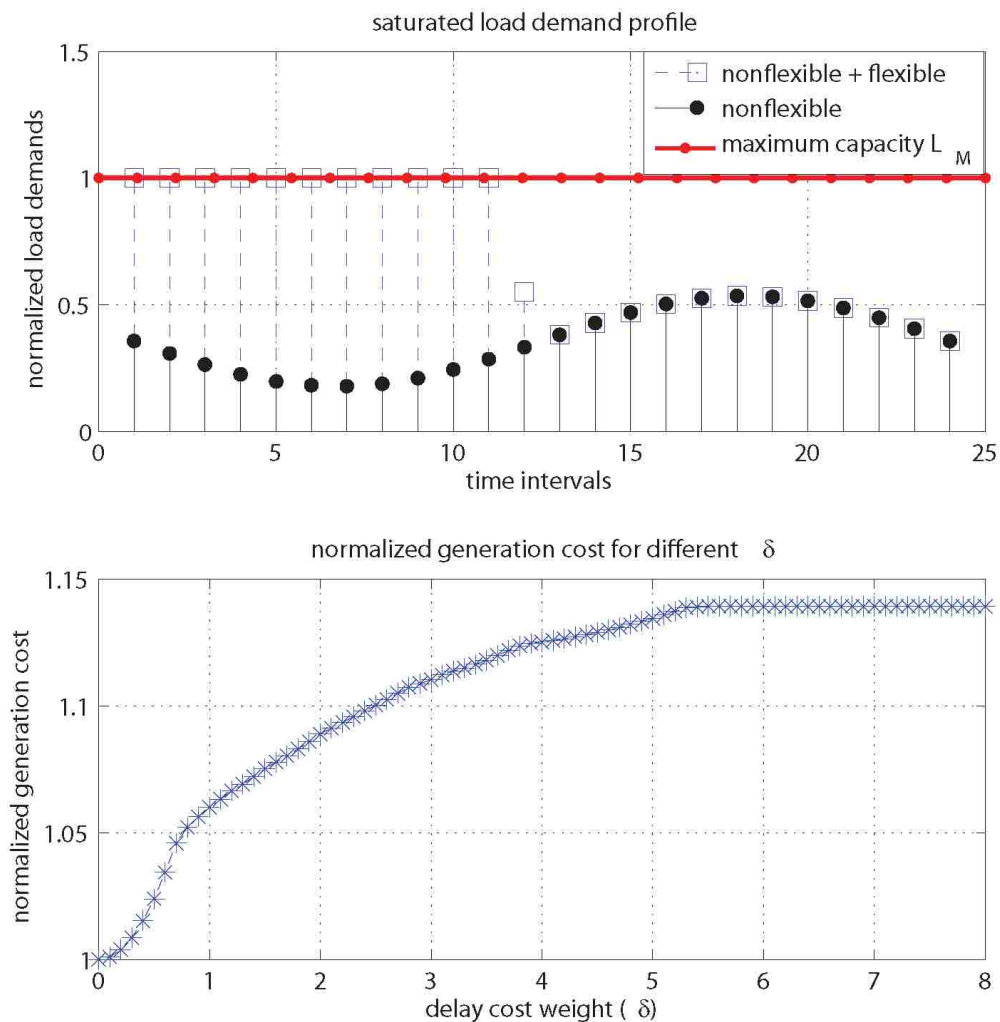 saturated load demand profile
1.5
nonflexible + flexible
nonflexible
maximum capacity L M
1
0.5
0
normalized load demands
0 5 10 15 20 25
time intervals
normalized generation cost for different δ
1.15
1.1
1.05
1
normalized generation cost
0 1 2 3 4 5 6 7 8
delay cost weight ( δ)